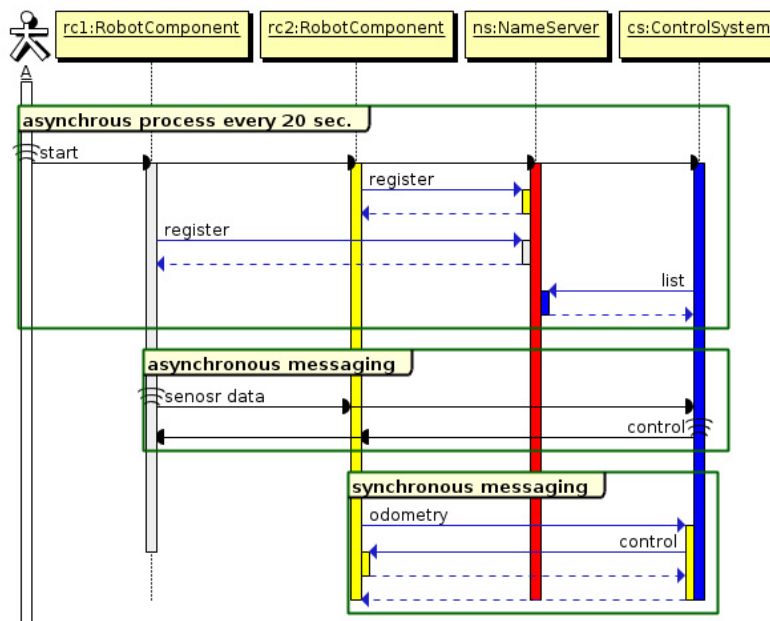 rc1:RobotComponent
rc2:RobotComponent
ns:NameServer
cs:ControlSystem
A
asynchrous process every 20 sec.
start
register
register
list
asynchronous messaging
senosr data
control
synchronous messaging
odometry
control